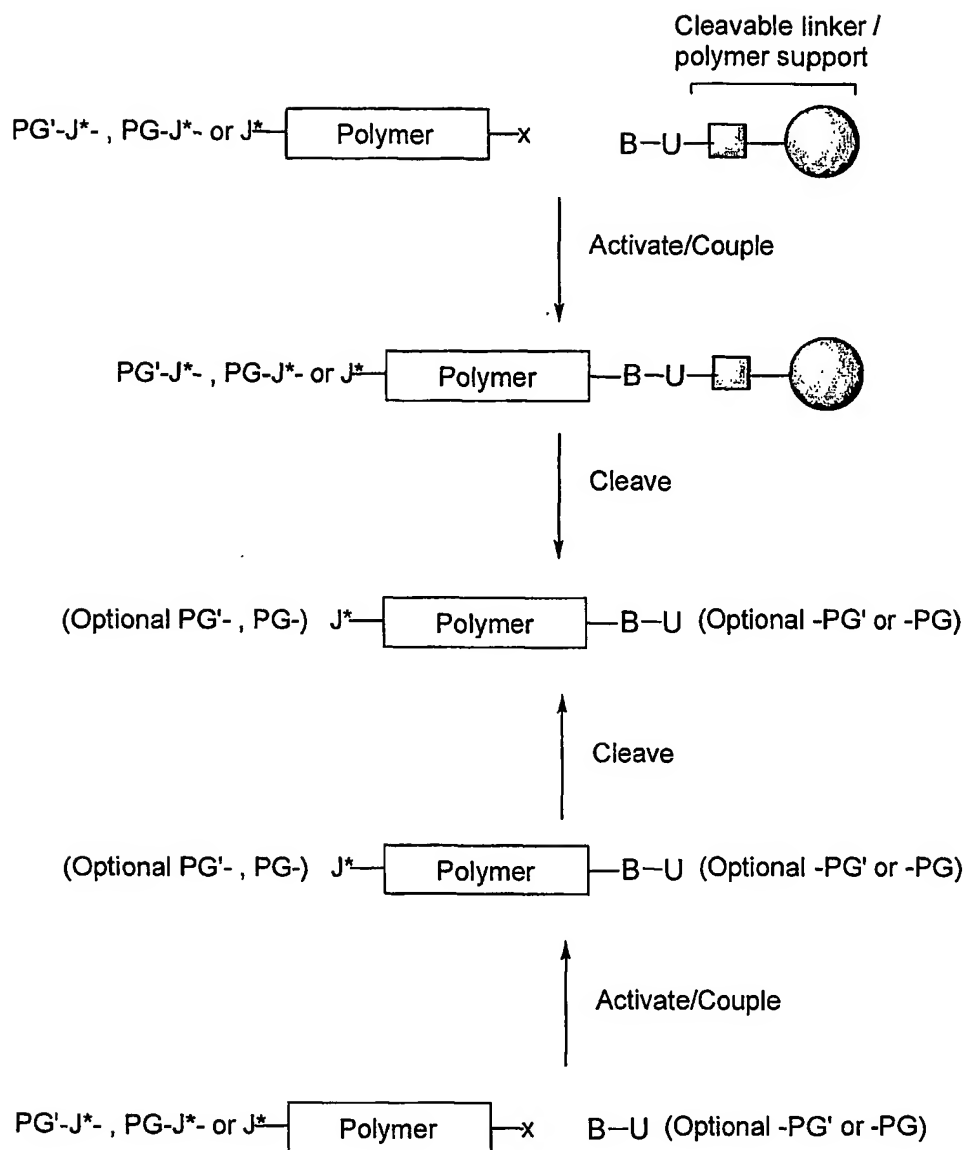 Cleavable linker /
polymer support
PG'-J*- , PG-J*- or J* Polymer x B-U
Activate/Couple
PG'-J*- , PG-J*- or J* Polymer B-U
Cleave
(Optional PG'- , PG-) J* Polymer B-U (Optional -PG' or -PG)
Cleave
(Optional PG'- , PG-) J* Polymer B-U (Optional -PG' or -PG)
Activate/Couple
PG'-J*- , PG-J*- or J* Polymer x B-U (Optional -PG' or -PG)